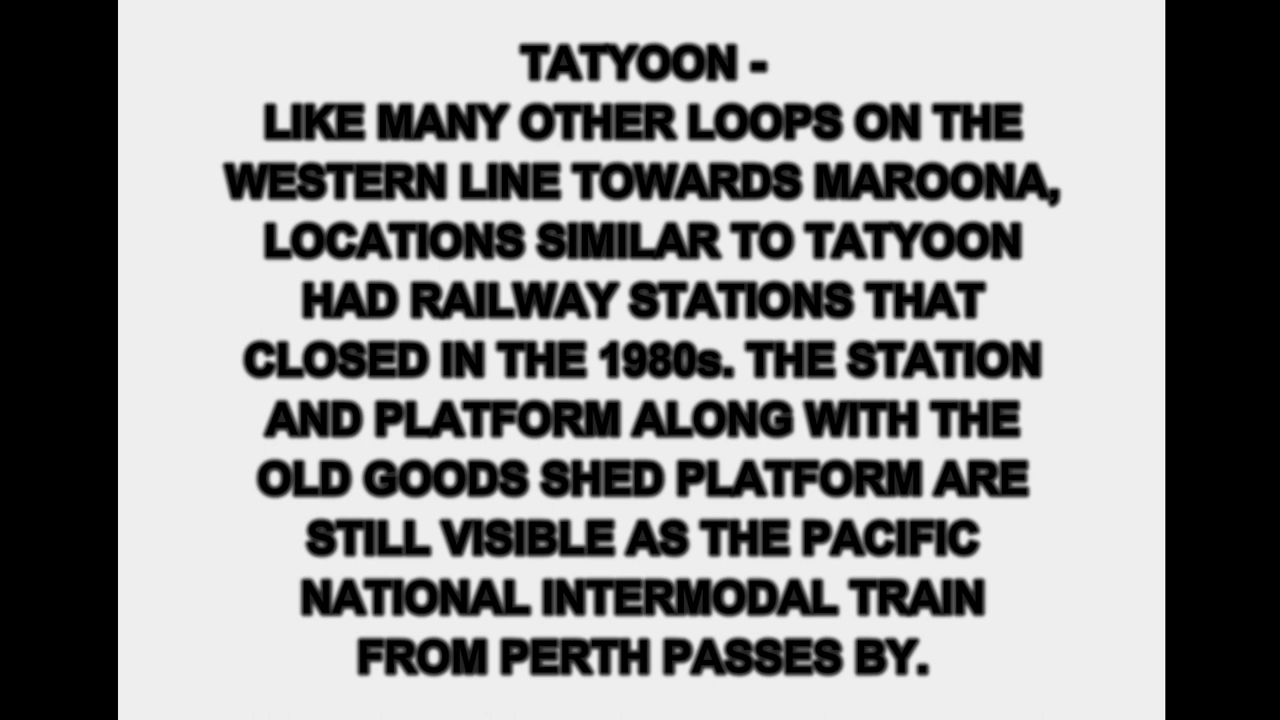 TATYOON -
LIKE MANY OTHER LOOPS ON THE
WESTERN LINE TOWARDS MAROONA,
LOCATIONS SIMILAR TO TATYOON
HAD RAILWAY STATIONS THAT
CLOSED IN THE 1980s. THE STATION
AND PLATFORM ALONG WITH THE
OLD GOODS SHED PLATFORM ARE
STILL VISIBLE AS THE PACIFIC
NATIONAL INTERMODAL TRAIN
FROM PERTH PASSES BY.